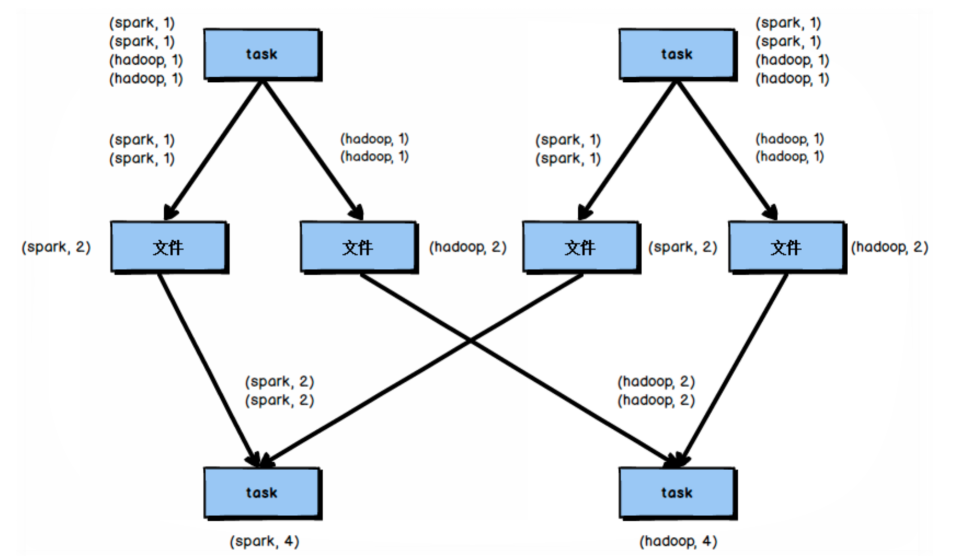 (spark, 1)
(spark, 1)
(hadoop, 1)
(hadoop, 1)
task
task
(spark, 1)
(spark, 1)
(hadoop, 1)
(hadoop, 1)
(spark, 1)
(spark, 1)
(hadoop, 1)
(hadoop, 1)
(spark, 1)
(spark, 1)
(hadoop, 1)
(hadoop, 1)
(spark, 2)
文件
文件
(hadoop, 2)
文件
(spark, 2)
文件
(hadoop, 2)
(spark, 2)
(spark, 2)
(hadoop, 2)
(hadoop, 2)
task
task
(spark, 4)
(hadoop, 4)